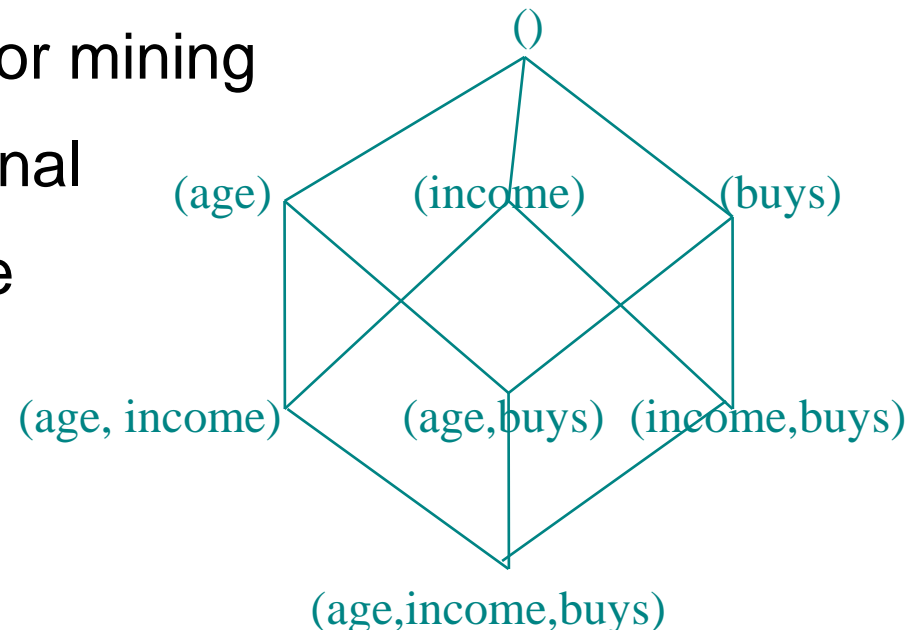 ()
or mining
nal
(age) (income) (buys)
e
(age, income) (age,buys) (income,buys)
(age,income,buys)